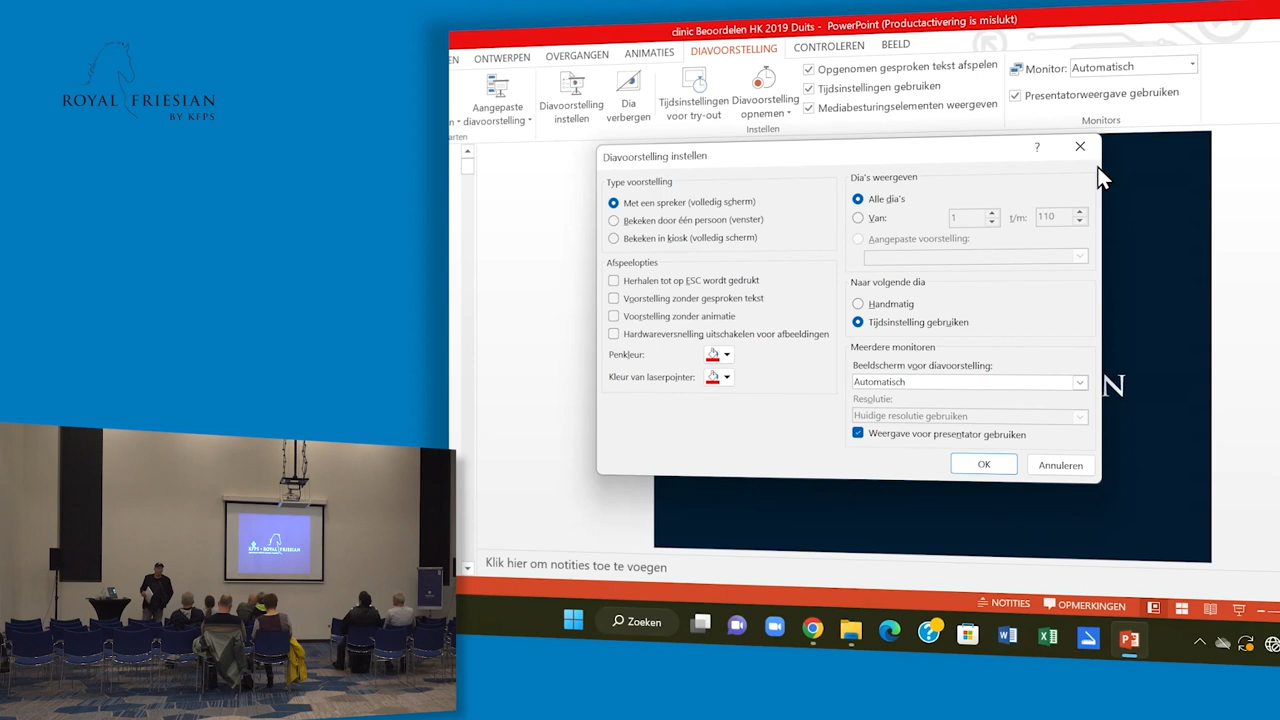 ROYAL FRIESIAN
BY KFPS
clinic Beoordelen HK 2019 Duits - PowerPoint (Productactivering is mislukt)
EN ONTWERPEN OVERGANGEN ANIMATIES DIAVOORSTELLING CONTROLEREN BEELD
Aangepaste
diavoorstelling
Diavoorstelling
instellen
Dia
verbergen
Tijdsinstellingen
voor try-out
Diavoorstelling
opnemen
Opgenomen gesproken tekst afspelen
Tijdsinstellingen gebruiken
Mediabesturingselementen weergeven
Instellen
arten
Monitor: Automatisch
Presentatorweergave gebruiken
Monitors
Diavoorstelling instellen
?
Type voorstelling
Met een spreker (volledig scherm)
Bekeken door één persoon (venster)
Bekeken in kiosk (volledig scherm)
Afspeelopties
Herhalen tot op ESC wordt gedrukt
Voorstelling zonder gesproken tekst
Voorstelling zonder animatie
Hardwareversnelling uitschakelen voor afbeeldingen
Penkleur:
Kleur van laserpointer:
Dia's weergeven
Alle dia's
Van: 1 t/m: 110
Aangepaste voorstelling:
Naar volgende dia
Handmatig
Tijdsinstelling gebruiken
Meerdere monitoren
Beeldscherm voor diavoorstelling:
Automatisch
Resolutie:
Huidige resolutie gebruiken
Weergave voor presentator gebruiken
OK Annuleren
N
Klik hier om notities toe te voegen
NOTITIES OPMERKINGEN
Zoeken
KFPS ROYAL FRIESIAN